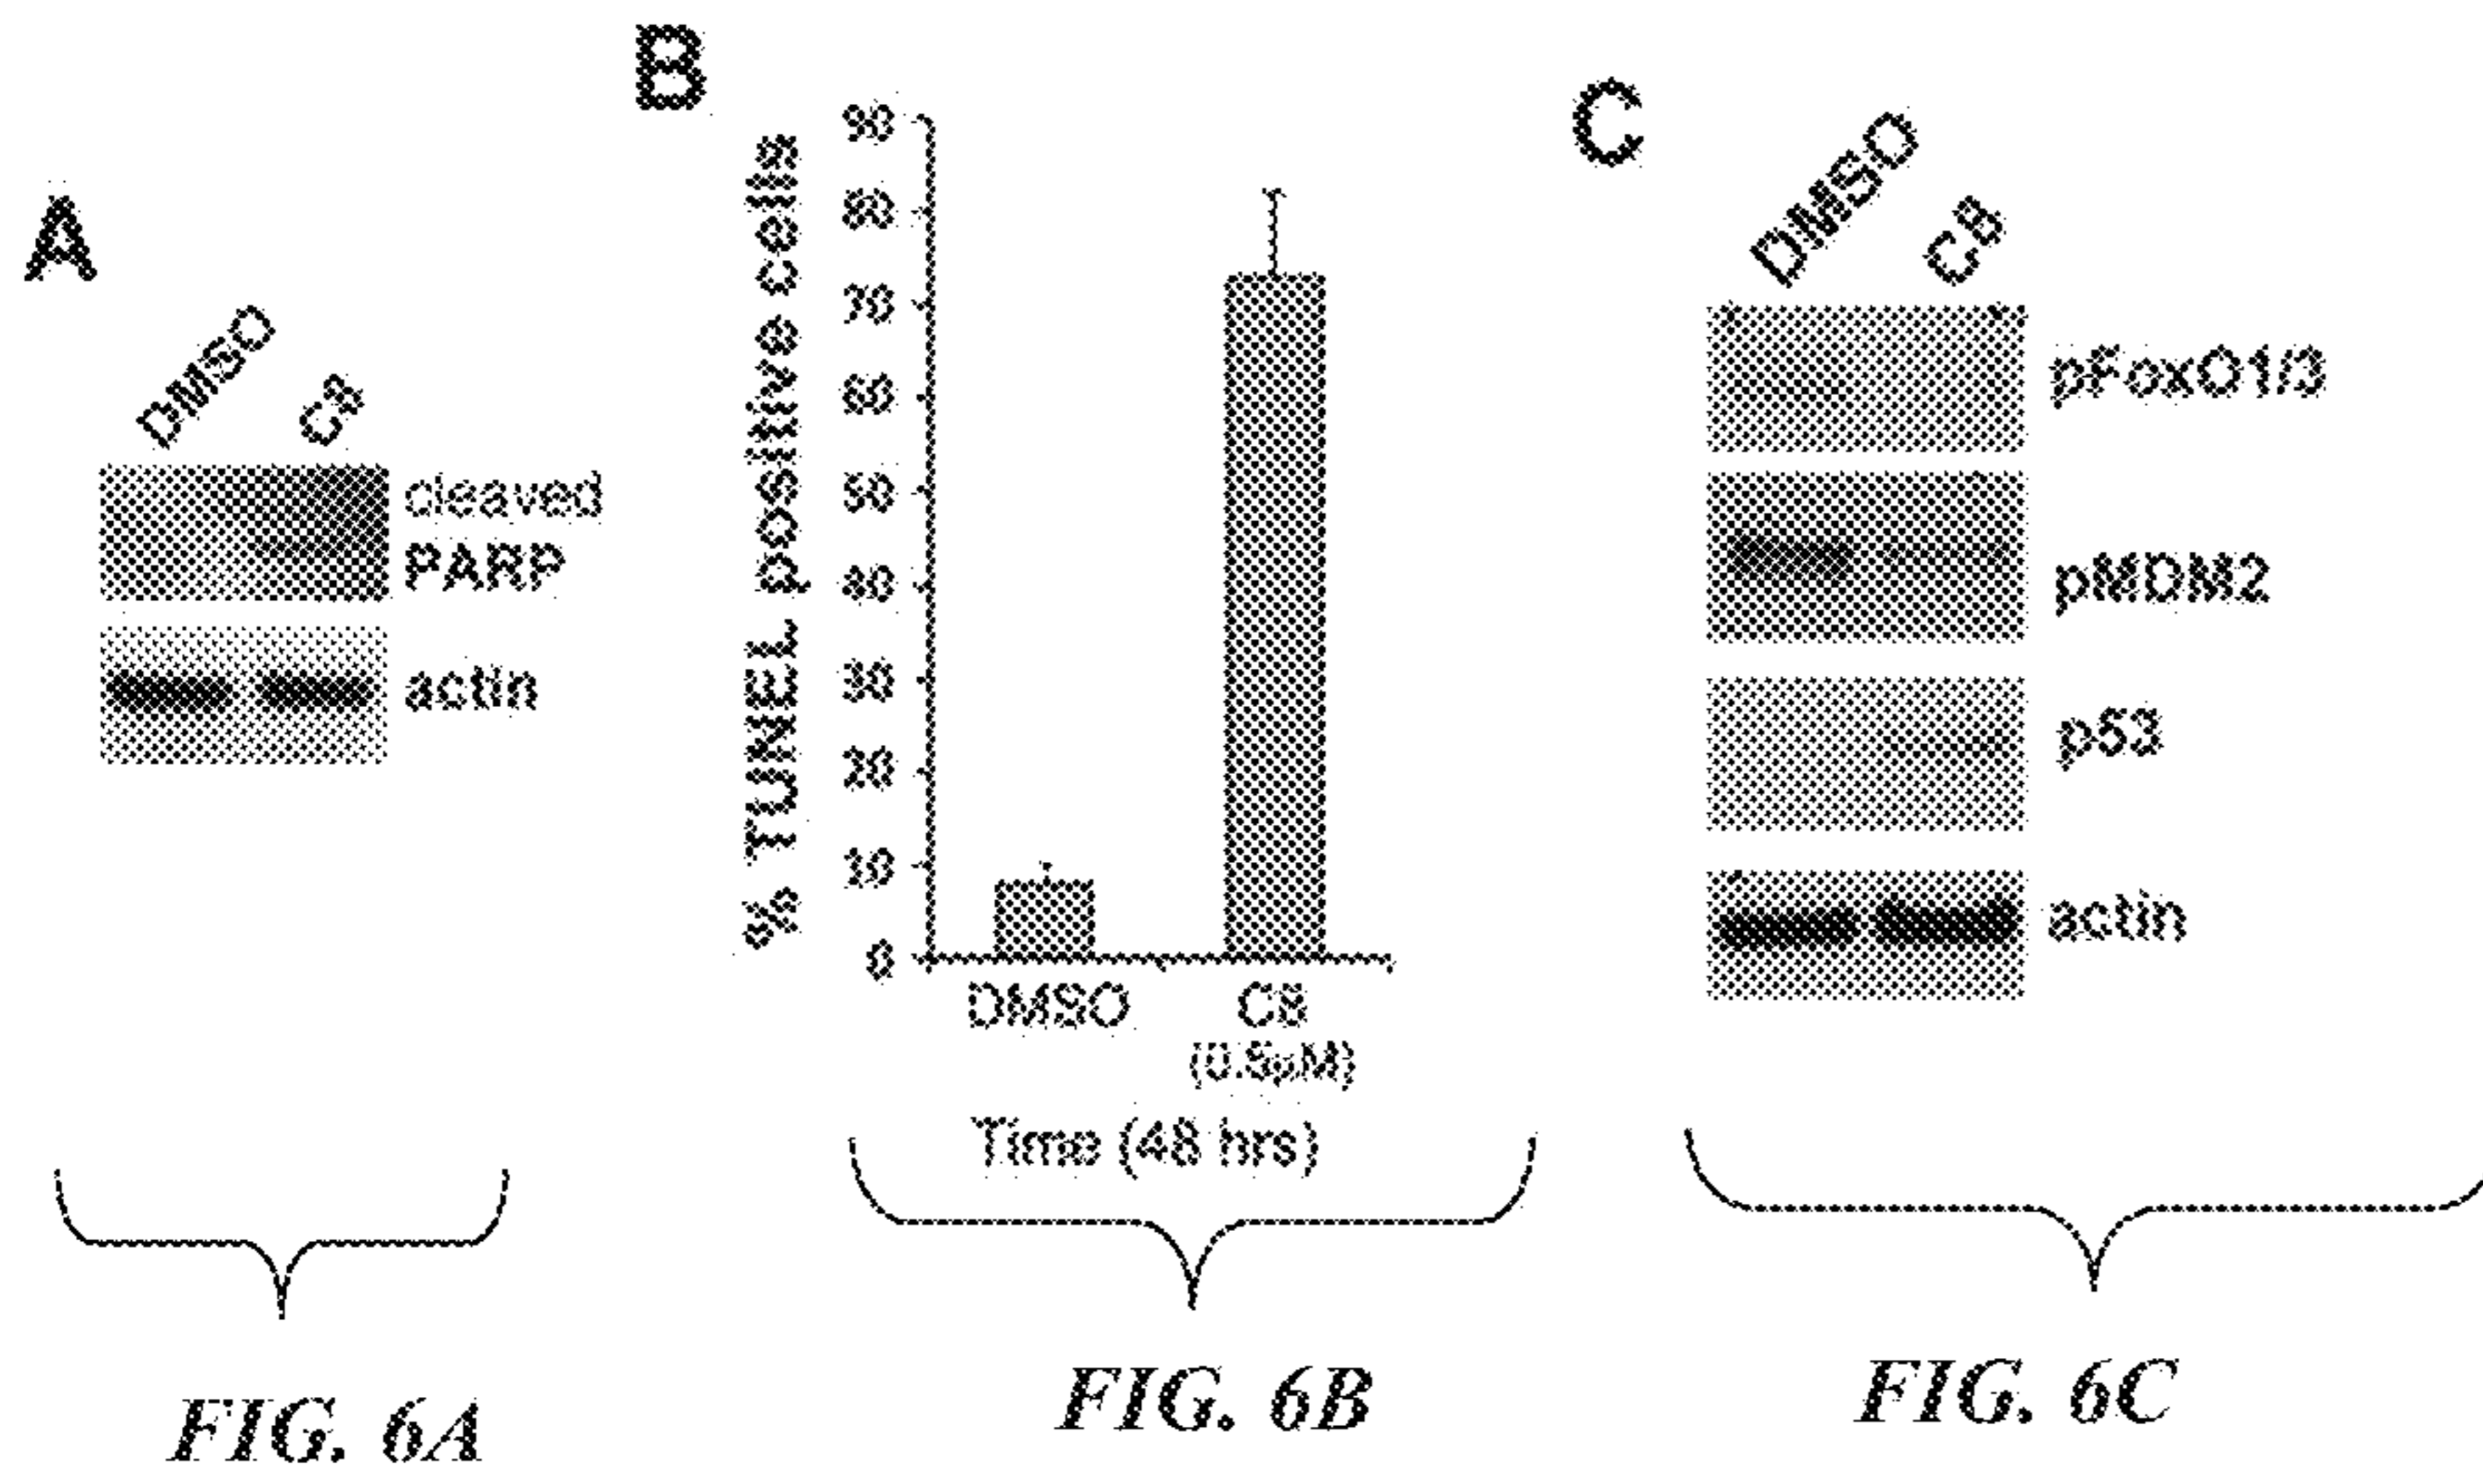 A
DMSO
C8
cleaved
PARP
actin
FIG. 6A
B
% TUNEL positive cells
90
80
70
60
50
40
30
20
10
0
DMSO
C8
(0.5µM)
Time (48 hrs)
FIG. 6B
C
DMSO
C8
pFoxO1/3
pMDM2
p53
actin
FIG. 6C